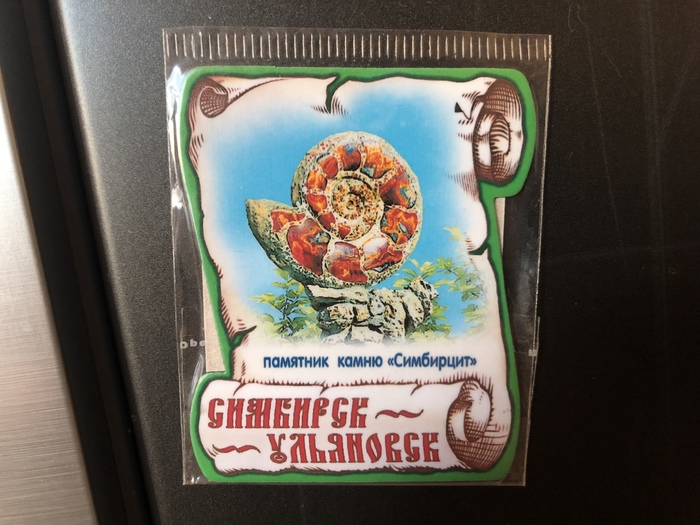 памятник камню «Симбирцит»
СИМБИРСК
УЛЬЯНОВСК